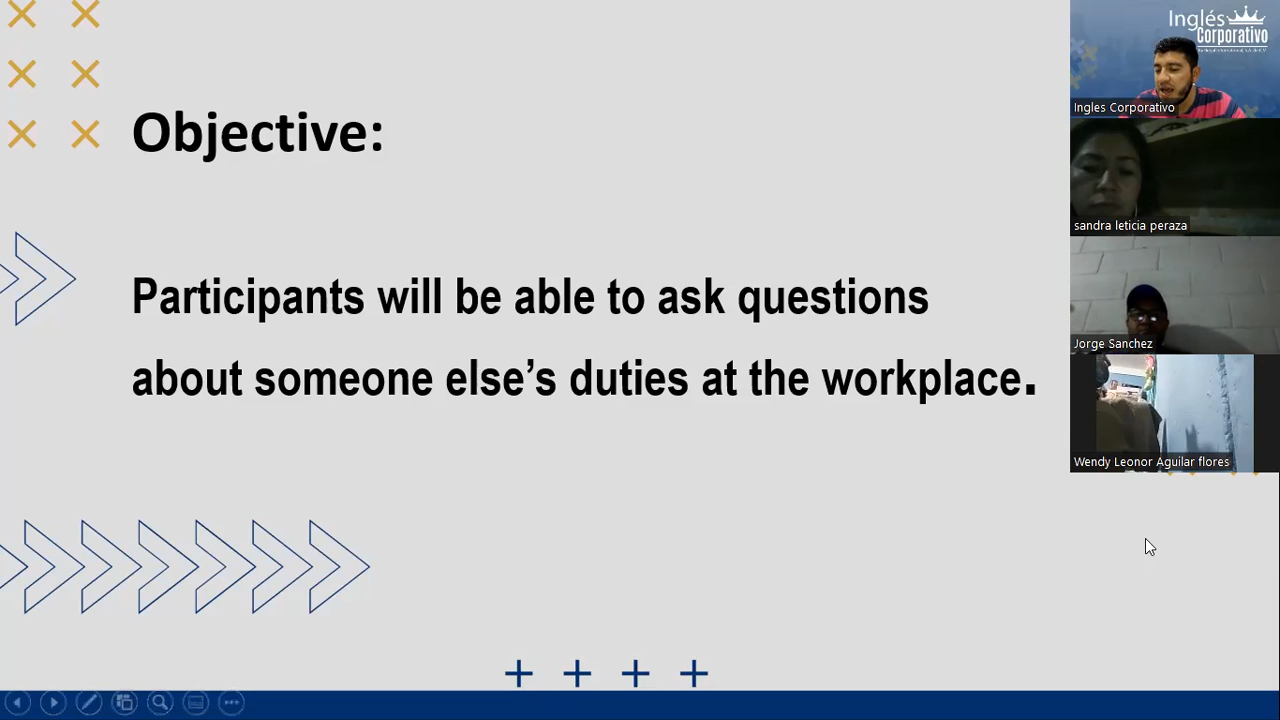 Objective:
Participants will be able to ask questions
about someone else's duties at the workplace.
Inglés
Corporativo
Ingles Corporativo
sandra leticia peraza
Jorge Sanchez
Wendy Leonor Aguilar flores